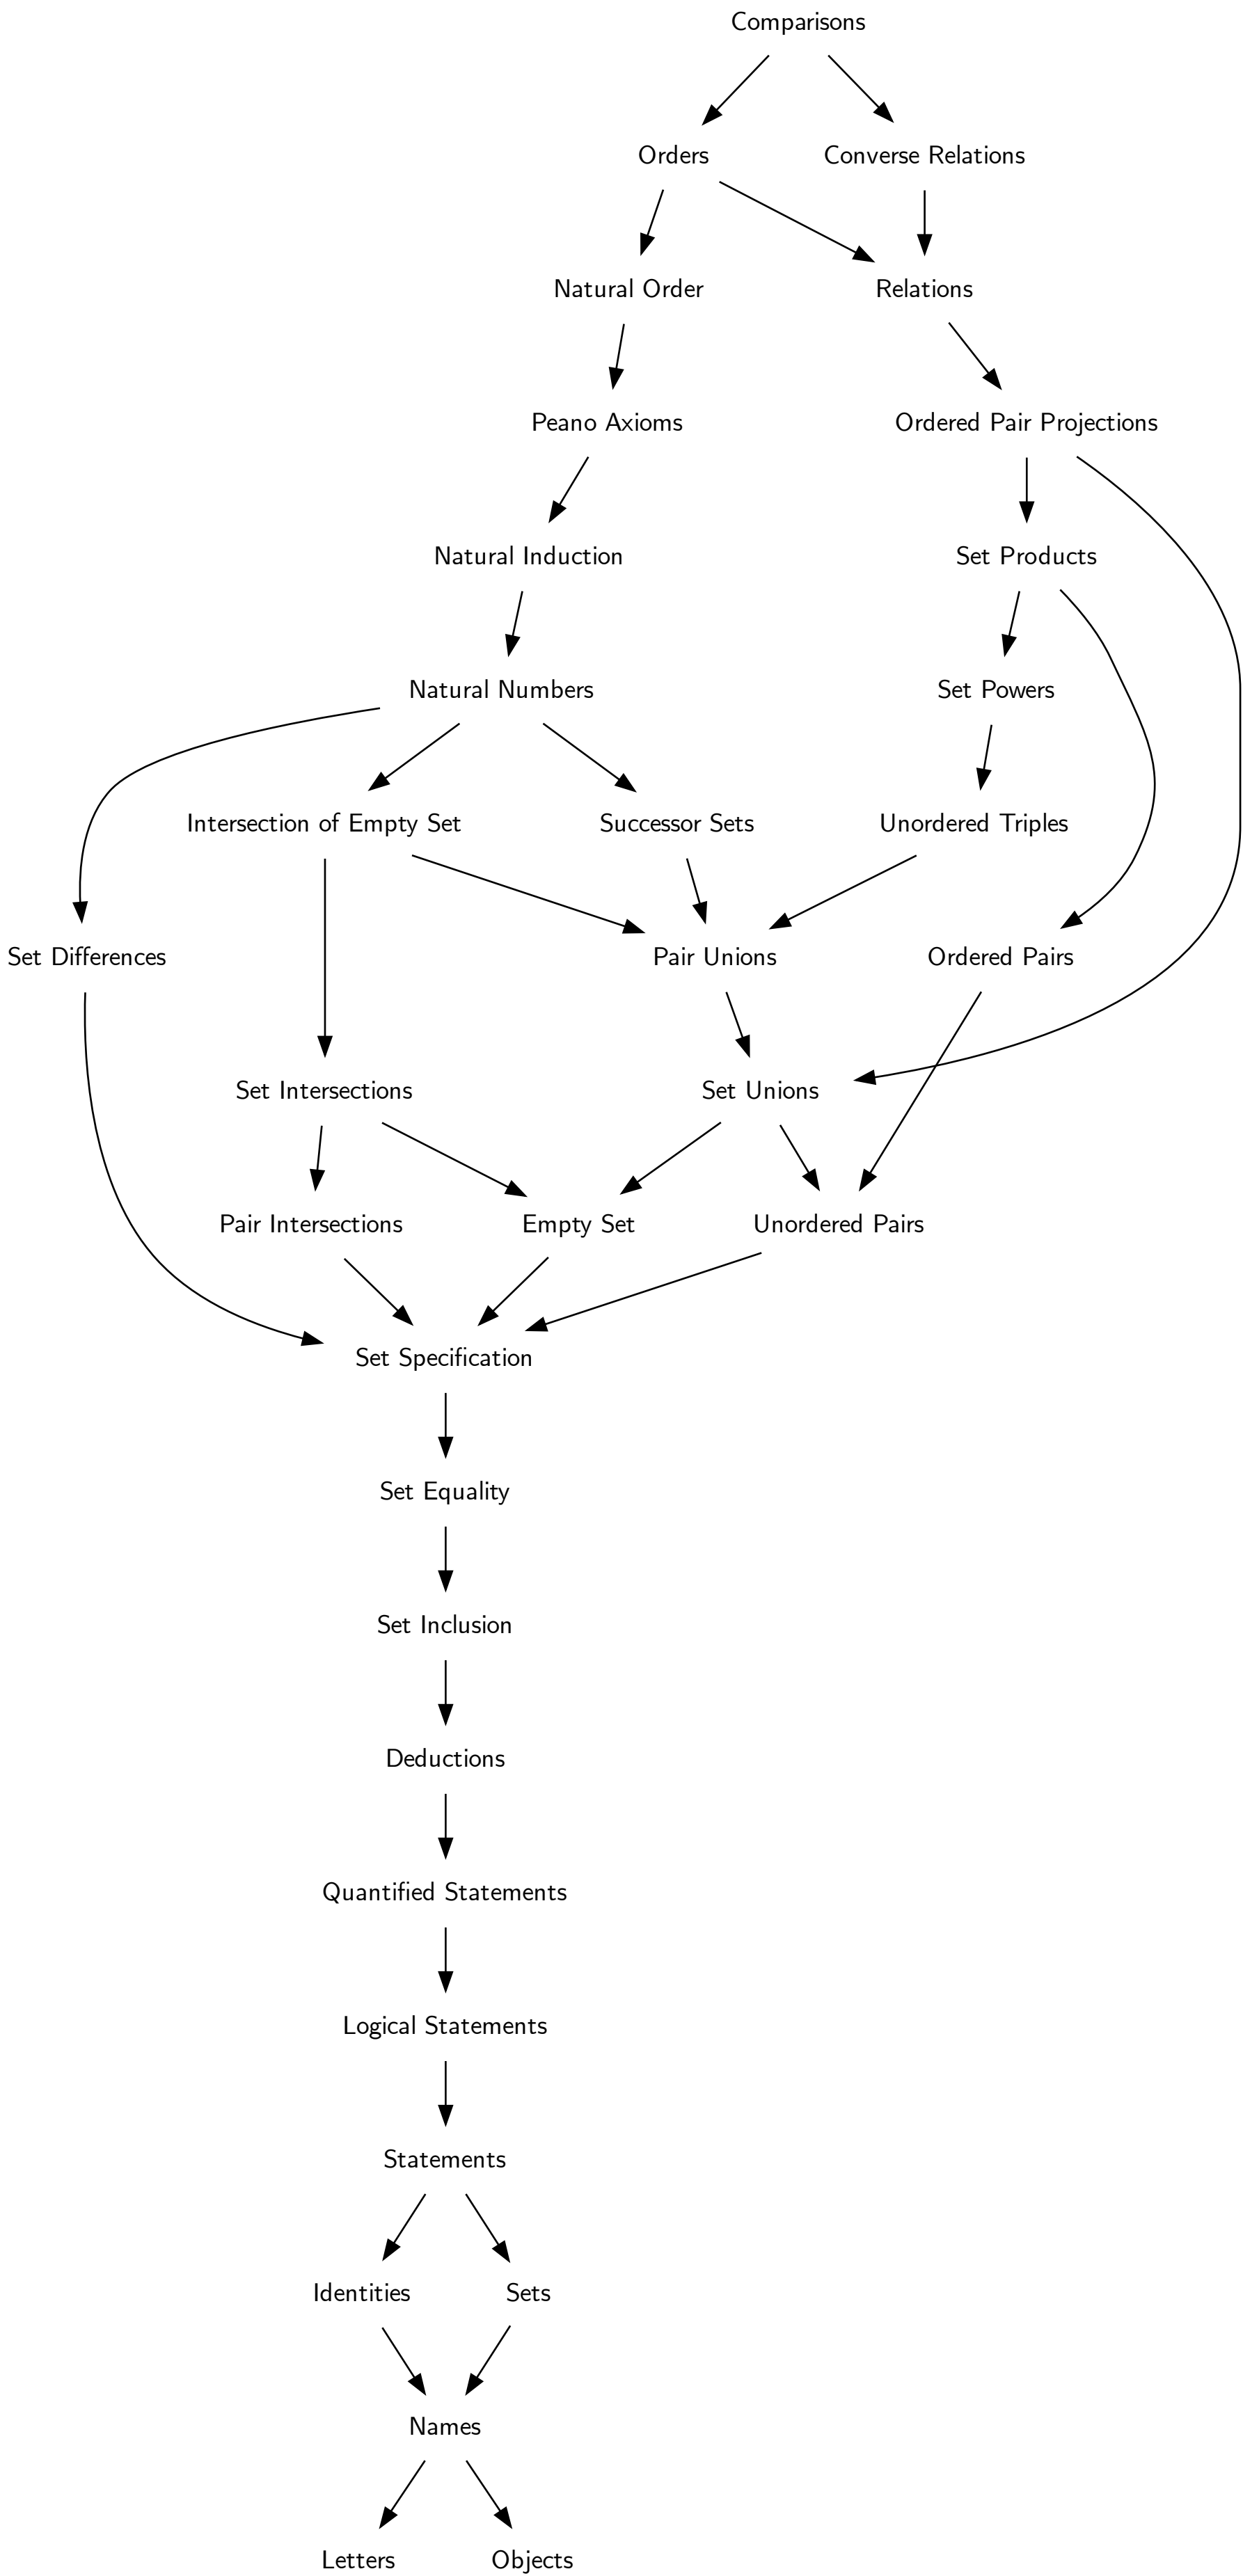 Comparisons
Orders
Converse Relations
Natural Order
Relations
Peano Axioms
Ordered Pair Projections
Natural Induction
Set Products
Natural Numbers
Set Powers
Intersection of Empty Set
Successor Sets
Unordered Triples
Set Differences
Pair Unions
Ordered Pairs
Set Intersections
Set Unions
Pair Intersections
Empty Set
Unordered Pairs
Set Specification
Set Equality
Set Inclusion
Deductions
Quantified Statements
Logical Statements
Statements
Identities
Sets
Names
Letters
Objects